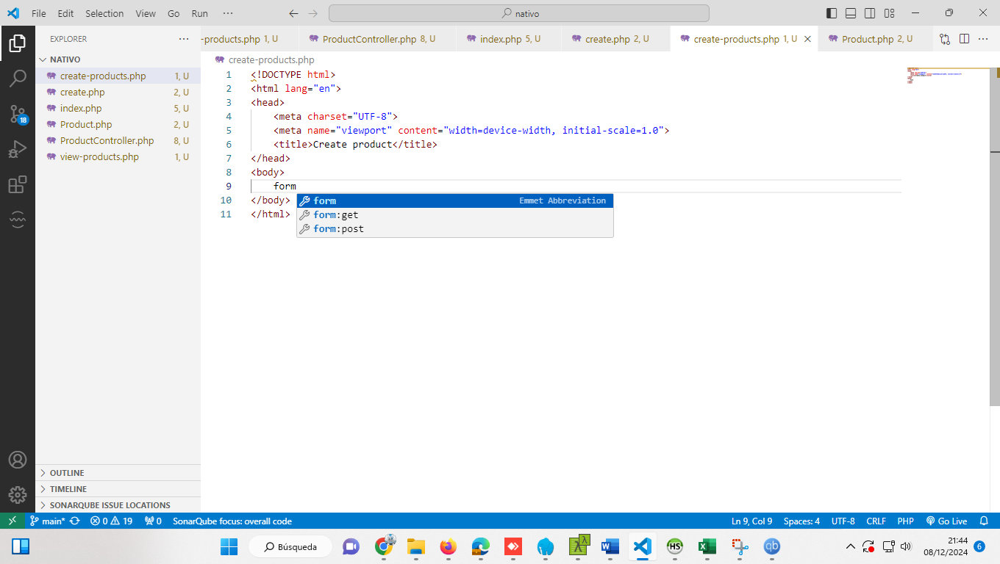 File Edit Selection View Go Run ···
nativo
EXPLORER ···
-products.php 1, U
ProductController.php 8, U
index.php 5, U
create.php 2, U
create-products.php 1, U
Product.php 2, U
NATIVO
create-products.php 1, U
create.php 2, U
index.php 5, U
Product.php 2, U
ProductController.php 8, U
view-products.php 1, U
create-products.php
1 <!DOCTYPE html>
2 <html lang="en">
3 <head>
4 <meta charset="UTF-8">
5 <meta name="viewport" content="width=device-width, initial-scale=1.0">
6 <title>Create product</title>
7 </head>
8 <body>
9 form
10 </body>
11 </html>
form Emmet Abbreviation
form:get
form:post
18
OUTLINE
TIMELINE
SONARQUBE ISSUE LOCATIONS
main* 0 19 0 SonarQube focus: overall code Ln 9, Col 9 Spaces: 4 UTF-8 CRLF PHP Go Live
Búsqueda
HS
qb
21:44
08/12/2024
6